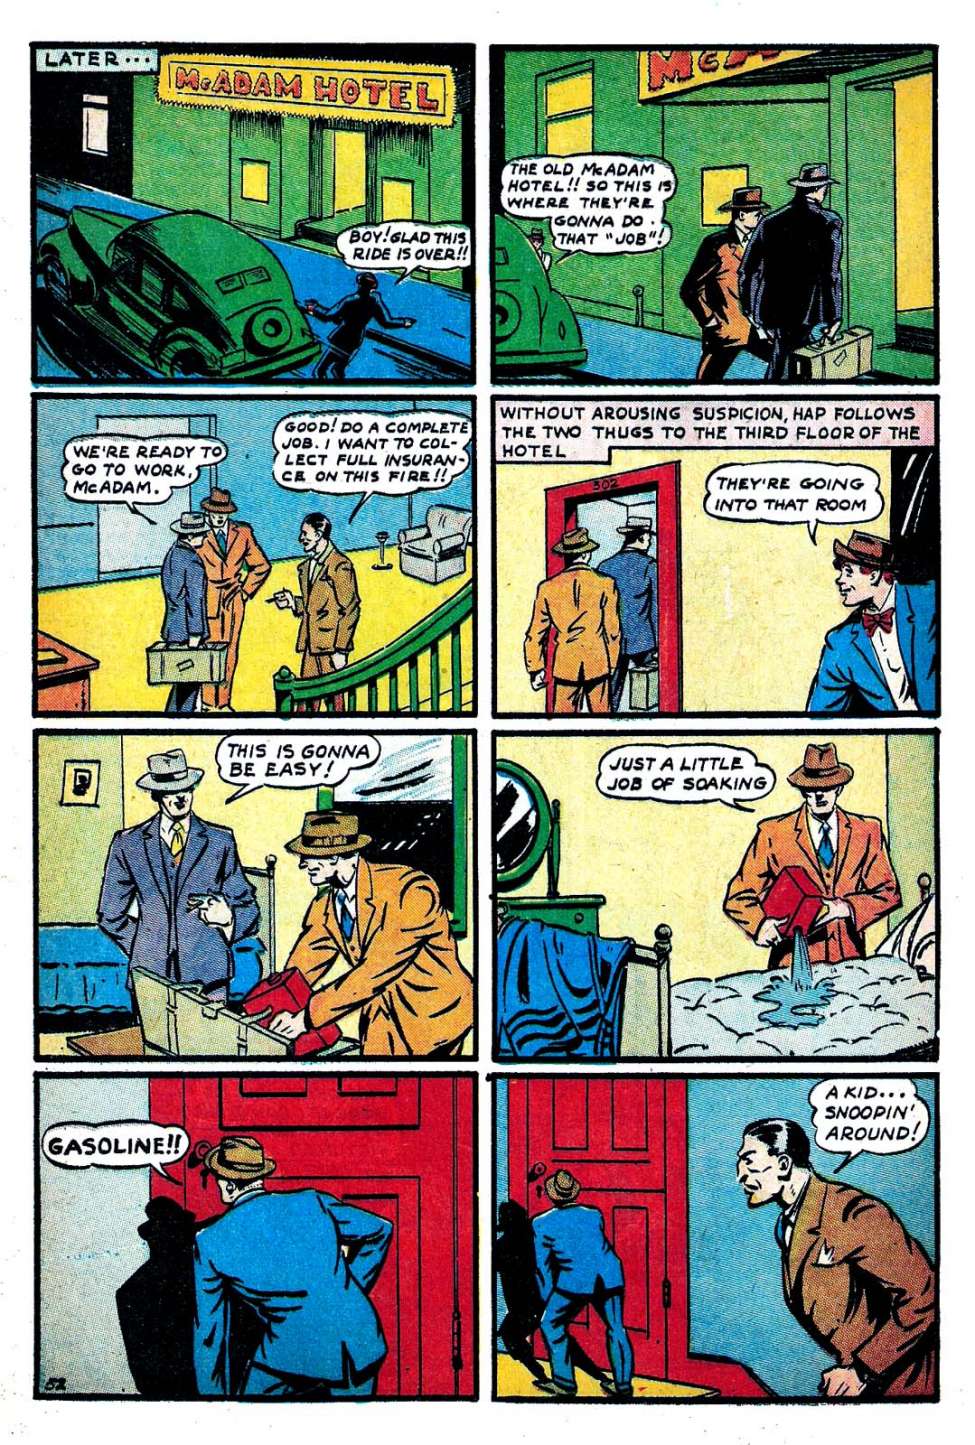 LATER...
McADAM HOTEL
BOY! GLAD THIS
RIDE IS OVER!!
McA
THE OLD McADAM
HOTEL!! SO THIS IS
WHERE THEY'RE
GONNA DO
THAT "JOB"!
WE'RE READY TO
GO TO WORK,
McADAM.
GOOD! DO A COMPLETE
JOB. I WANT TO COL-
LECT FULL INSURAN-
CE ON THIS FIRE!!
WITHOUT AROUSING SUSPICION, HAP FOLLOWS
THE TWO THUGS TO THE THIRD FLOOR OF THE
HOTEL
302
THEY'RE GOING
INTO THAT ROOM
THIS IS GONNA
BE EASY!
JUST A LITTLE
JOB OF SOAKING
GASOLINE!!
52
A KID...
SNOOPIN'
AROUND!